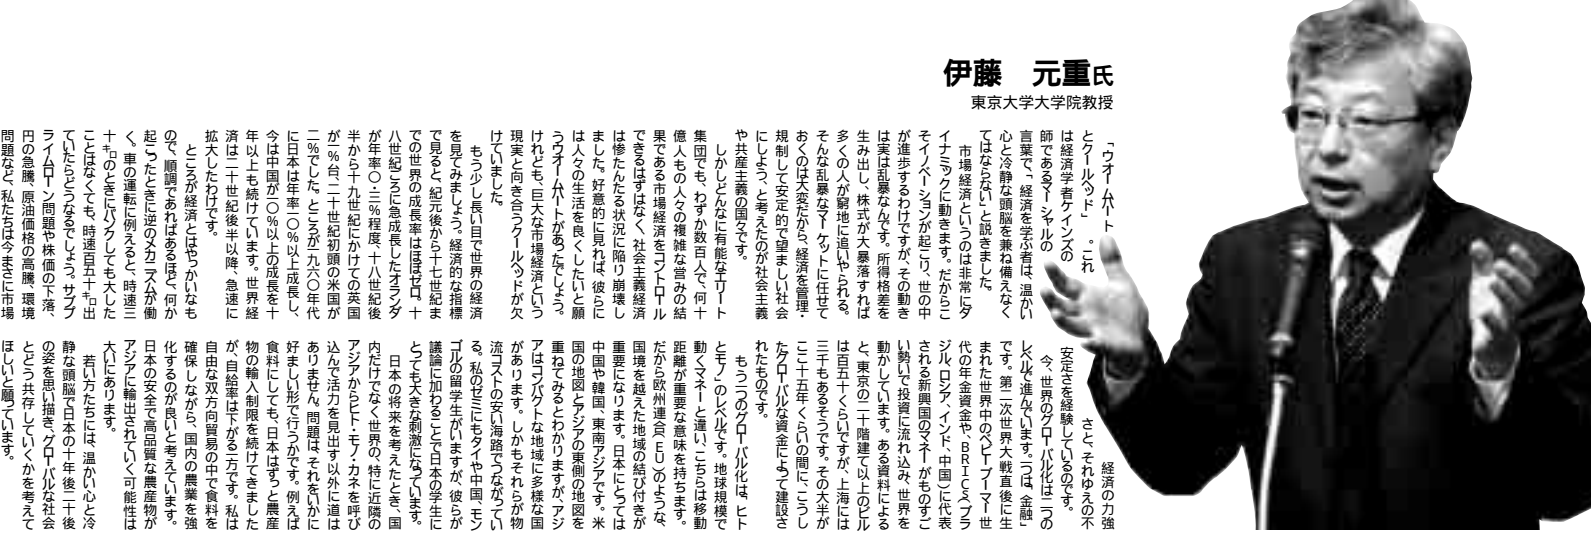 伊藤　元重氏
東京大学大学院教授
「ウオームハート
とクールヘッド」。これ
は経済学者ケインズの
師であるマーシャルの
言葉で、経済を学ぶ者は、温かい
心と冷静な頭脳を兼ね備えなく
てはならない」と説きました。
　市場経済というのは非常にダ
イナミックに動きます。だからこ
そイノベーションが起こり、世の中
が進歩するわけですが、その動き
は実は乱暴なんです。所得格差を
生み出し、株式が大暴落すれば
多くの人が窮地に追いやられる。
そんな乱暴なマーケットに任せて
おくのは大変だから、経済を管理・
規制して安定的で望ましい社会
にしよう、と考えたのが社会主義
や共産主義の国々です。
　しかしどんなに有能なエリート
集団でも、わずか数百人で、何十
億人もの人々の複雑な営みの結
果である市場経済をコントロール
できるはずはなく、社会主義経済
は惨たんたる状況に陥り崩壊し
ました。好意的に見れば、彼らに
は人々の生活を良くしたいと願
うウオームハートがあったでしょう。
けれども、巨大な市場経済という
現実と向き合うクールヘッドが欠
けていました。
　もう少し長い目で世界の経済
を見てみましょう。経済的な指標
で見ると、紀元後から十七世紀ま
での世界の成長率はほぼゼロ。十
八世紀ごろに急成長したオランダ
が年率〇・三％程度、十八世紀後
半から十九世紀にかけての英国
が一％台、二十世紀初頭の米国が
二％でした。ところが一九六〇年代
に日本は年率一〇％以上成長し、
今は中国が一〇％以上の成長を十
年以上も続けています。世界経
済は二十世紀後半以降、急速に
拡大したわけです。
　ところが経済とはやっかいなも
ので、順調であればあるほど、何か
起こったときに逆のメカニズムが働
く。車の運転に例えると、時速三
十㌔のときにパンクしても大した
ことはなくても、時速百五十㌔出
ていたらどうなるでしょう。サブプ
ライムローン問題や株価の下落、
円の急騰、原油価格の高騰、環境
問題など、私たちは今まさに市場
経済の力強
さと、それゆえの不
安定さを経験しているのです。
　今、世界のグローバル化は二つの
レベルで進んでいます。一つは、「金融」
です。第二次世界大戦直後に生
まれた世界中のベビーブーマー世
代の年金資金や、ＢＲＩＣｓ（ブラ
ジル、ロシア、インド、中国）に代表
される新興国のマネーがものすご
い勢いで投資に流れ込み、世界を
動かしています。ある資料による
と、東京の二十階建て以上のビル
は百五十くらいですが、上海には
三千もあるそうです。その大半が
ここ十五年くらいの間に、こうし
たグローバルな資金によって建設さ
れたものです。
　もう一つのグローバル化は、「ヒト
とモノ」のレベルです。地球規模で
動くマネーと違い、こちらは移動
距離が重要な意味を持ちます。
だから欧州連合（ＥＵ）のような、
国境を越えた地域の結び付きが
重要になります。日本にとっては
中国や韓国、東南アジアです。米
国の地図とアジアの東側の地図を
重ねてみるとわかりますが、アジ
アはコンパクトな地域に多様な国
があります。しかもそれらが物
流コストの安い海路でつながってい
る。私のゼミにもタイや中国、モン
ゴルの留学生がいますが、彼らが
議論に加わることで日本の学生に
とっても大きな刺激になっています。
　日本の将来を考えたとき、国
内だけでなく世界の、特に近隣の
アジアからヒト・モノ・カネを呼び
込んで活力を見出す以外に道は
ありません。問題は、それをいかに
好ましい形で行うかです。例えば
食料にしても、日本はずっと農産
物の輸入制限を続けてきました
が、自給率は下がる一方です。私は
自由な双方向貿易の中で食料を
確保しながら、国内の農業を強
化するのが良いと考えています。
日本の安全で高品質な農産物が
アジアに輸出されていく可能性は
大いにあります。
　若い方たちには、温かい心と冷
静な頭脳で日本の十年後二十後
の姿を思い描き、グローバルな社会
とどう共存していくかを考えて
ほしいと願っています。